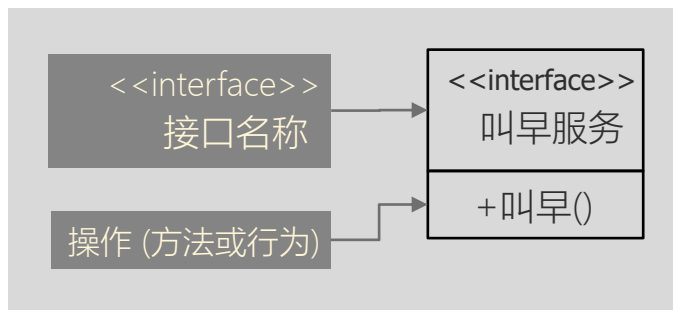 <<interface>>
接口名称
<<interface>>
叫早服务
+叫早()
操作 (方法或行为)